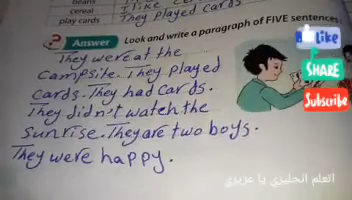 beans
cereal
I like
play cards
They played cards
Answer
Look and write a paragraph of FIVE sentences
They were at the
campsite. They played
cards. They had cards.
They didn't watch the
sunrise. They are two boys.
They were happy.
Like
SHARE
Subscribe
اتعلم انجليزي يا عزيزي